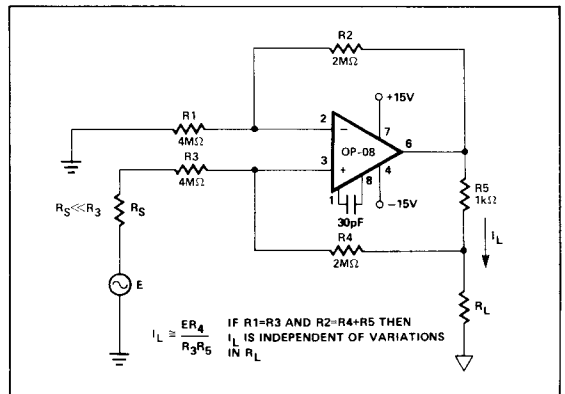 R2
2MΩ
+15V
R1
2
−
7
4MΩ
OP-08
6
R3
3
+
4
4MΩ
8
R5
1kΩ
1
−15V
RS≪R3
RS
30pF
IL
R4
2MΩ
E
RL
IL ≅ ER4 / R3R5
IF R1=R3 AND R2=R4+R5 THEN
IL IS INDEPENDENT OF VARIATIONS
IN RL